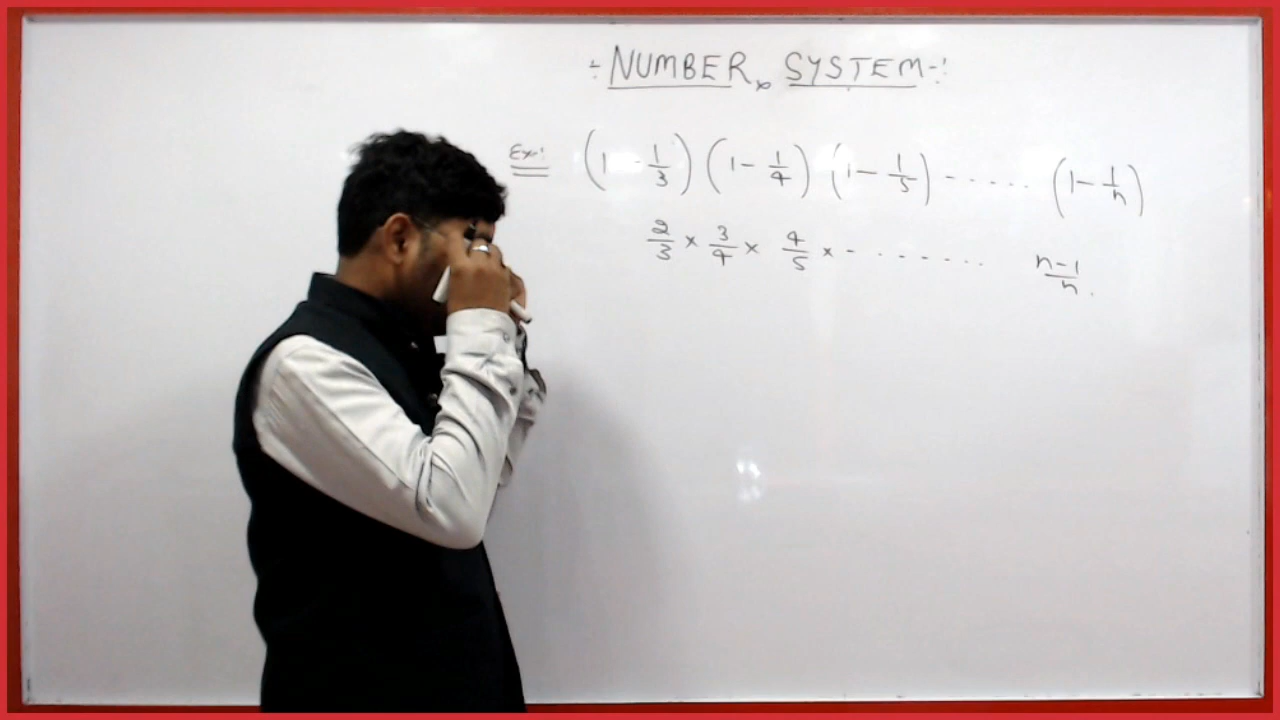 ÷ NUMBER SYSTEM -:
Ex: (1 - 1/3) (1 - 1/4) (1 - 1/5) ------ (1 - 1/n)
2/3 × 3/4 × 4/5 × - ........ n-1/n.